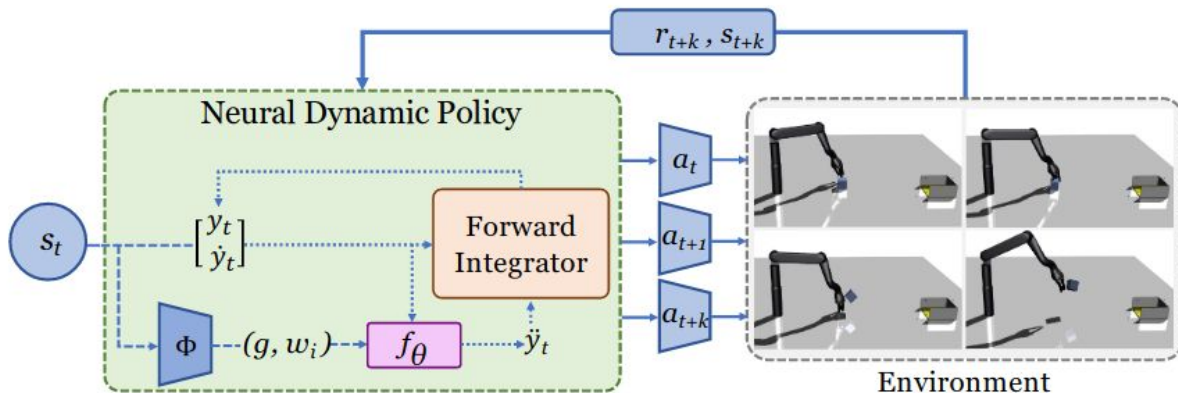 r_{t+k} , s_{t+k}
Neural Dynamic Policy
s_t
[y_t
ẏ_t]
Forward
Integrator
Φ
(g, w_i)
f_θ
ÿ_t
a_t
a_{t+1}
a_{t+k}
Environment